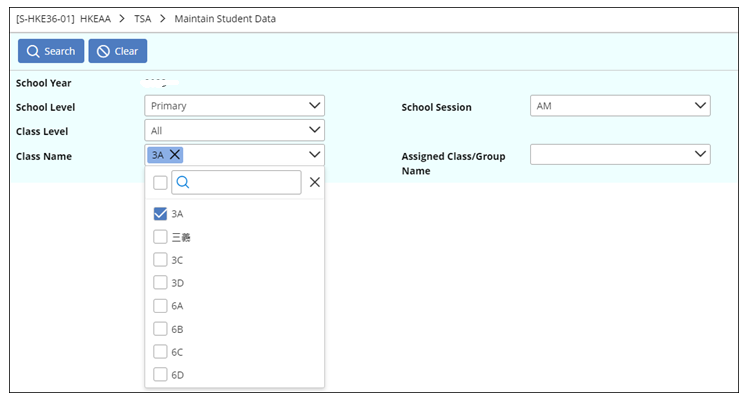 [S-HKE36-01] HKEAA > TSA > Maintain Student Data
Search Clear
School Year
School Level Primary School Session AM
Class Level All
Class Name 3A Assigned Class/Group
Name
3A
三義
3C
3D
6A
6B
6C
6D